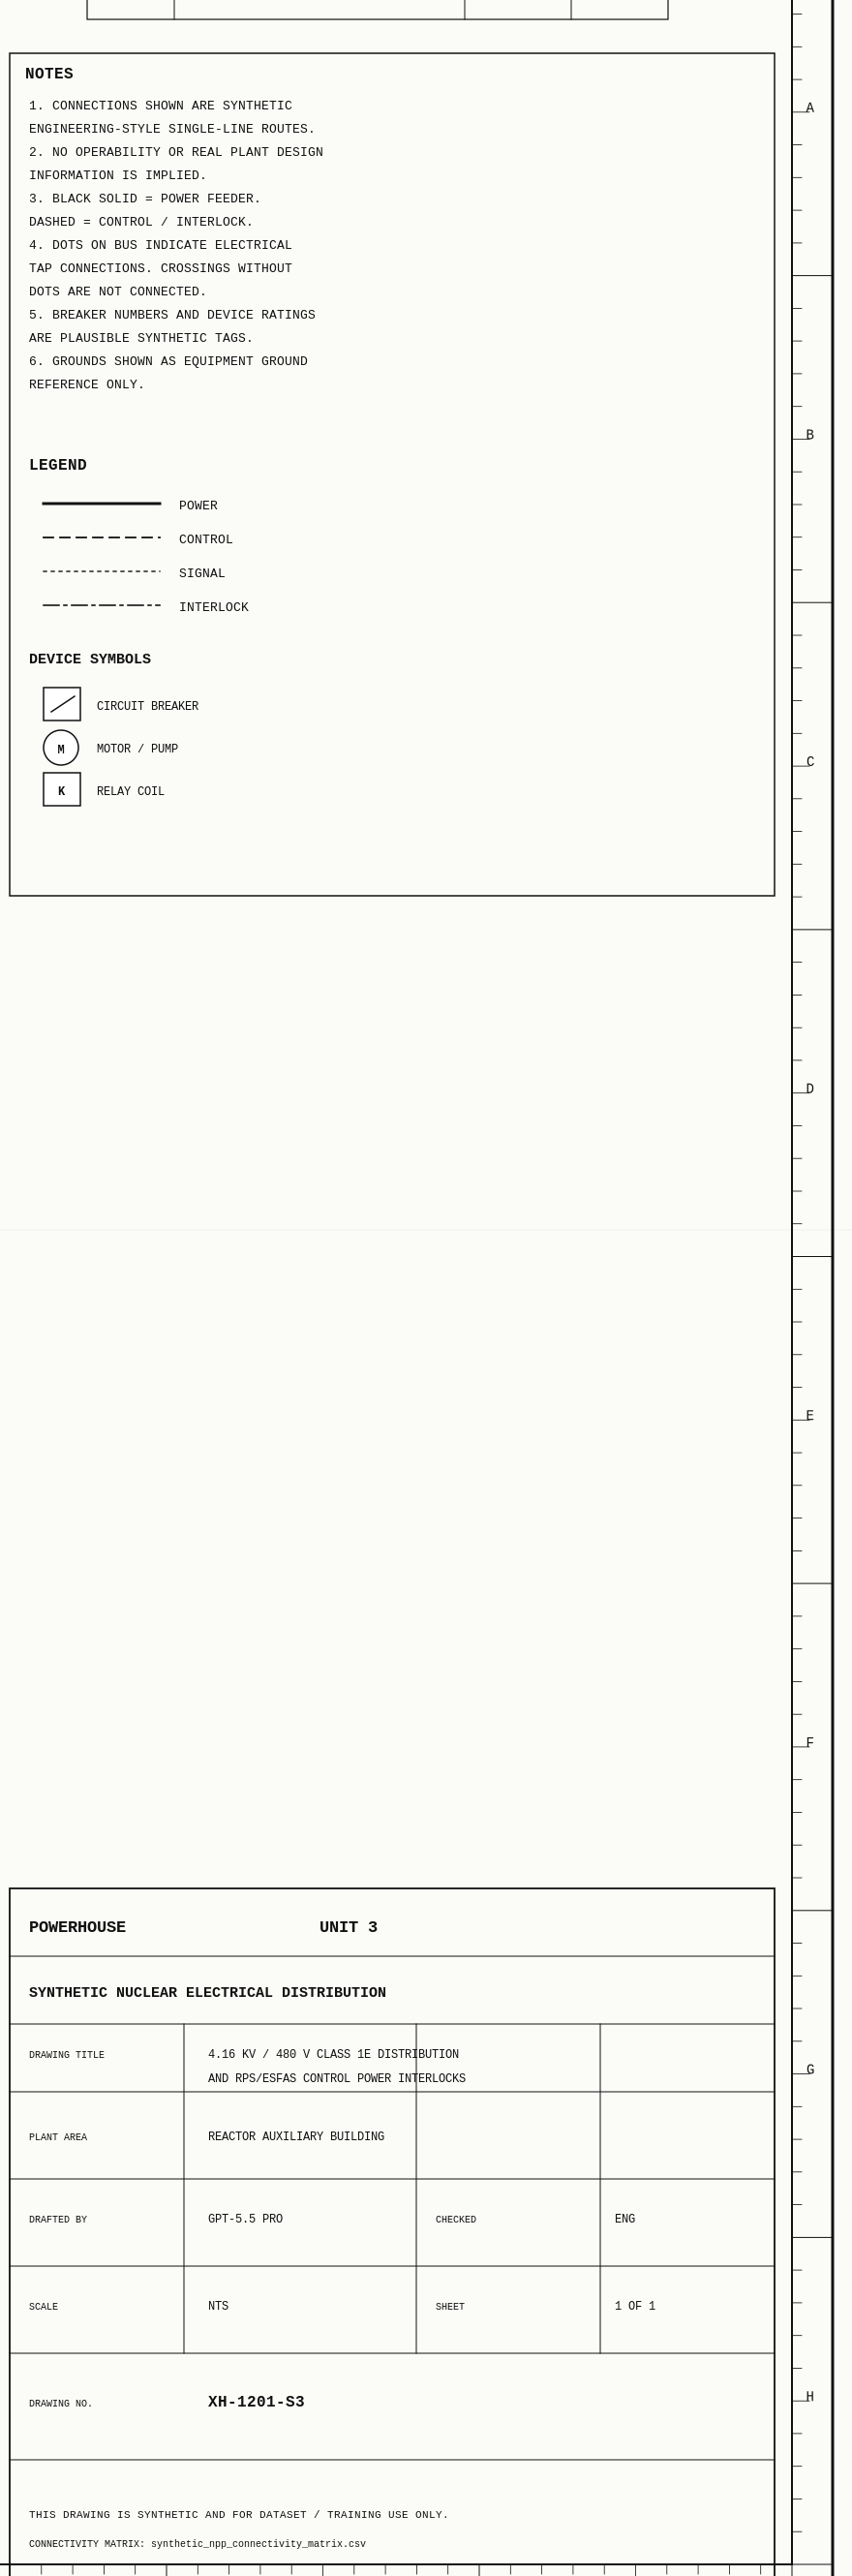 NOTES
1. CONNECTIONS SHOWN ARE SYNTHETIC
ENGINEERING-STYLE SINGLE-LINE ROUTES.
2. NO OPERABILITY OR REAL PLANT DESIGN
INFORMATION IS IMPLIED.
3. BLACK SOLID = POWER FEEDER.
DASHED = CONTROL / INTERLOCK.
4. DOTS ON BUS INDICATE ELECTRICAL
TAP CONNECTIONS. CROSSINGS WITHOUT
DOTS ARE NOT CONNECTED.
5. BREAKER NUMBERS AND DEVICE RATINGS
ARE PLAUSIBLE SYNTHETIC TAGS.
6. GROUNDS SHOWN AS EQUIPMENT GROUND
REFERENCE ONLY.
LEGEND
POWER
CONTROL
SIGNAL
INTERLOCK
DEVICE SYMBOLS
CIRCUIT BREAKER
M MOTOR / PUMP
K RELAY COIL
POWERHOUSE UNIT 3
SYNTHETIC NUCLEAR ELECTRICAL DISTRIBUTION
DRAWING TITLE 4.16 KV / 480 V CLASS 1E DISTRIBUTION
AND RPS/ESFAS CONTROL POWER INTERLOCKS
PLANT AREA REACTOR AUXILIARY BUILDING
DRAFTED BY GPT-5.5 PRO CHECKED ENG
SCALE NTS SHEET 1 OF 1
DRAWING NO. XH-1201-S3
THIS DRAWING IS SYNTHETIC AND FOR DATASET / TRAINING USE ONLY.
CONNECTIVITY MATRIX: synthetic_npp_connectivity_matrix.csv
A
B
C
D
E
F
G
H